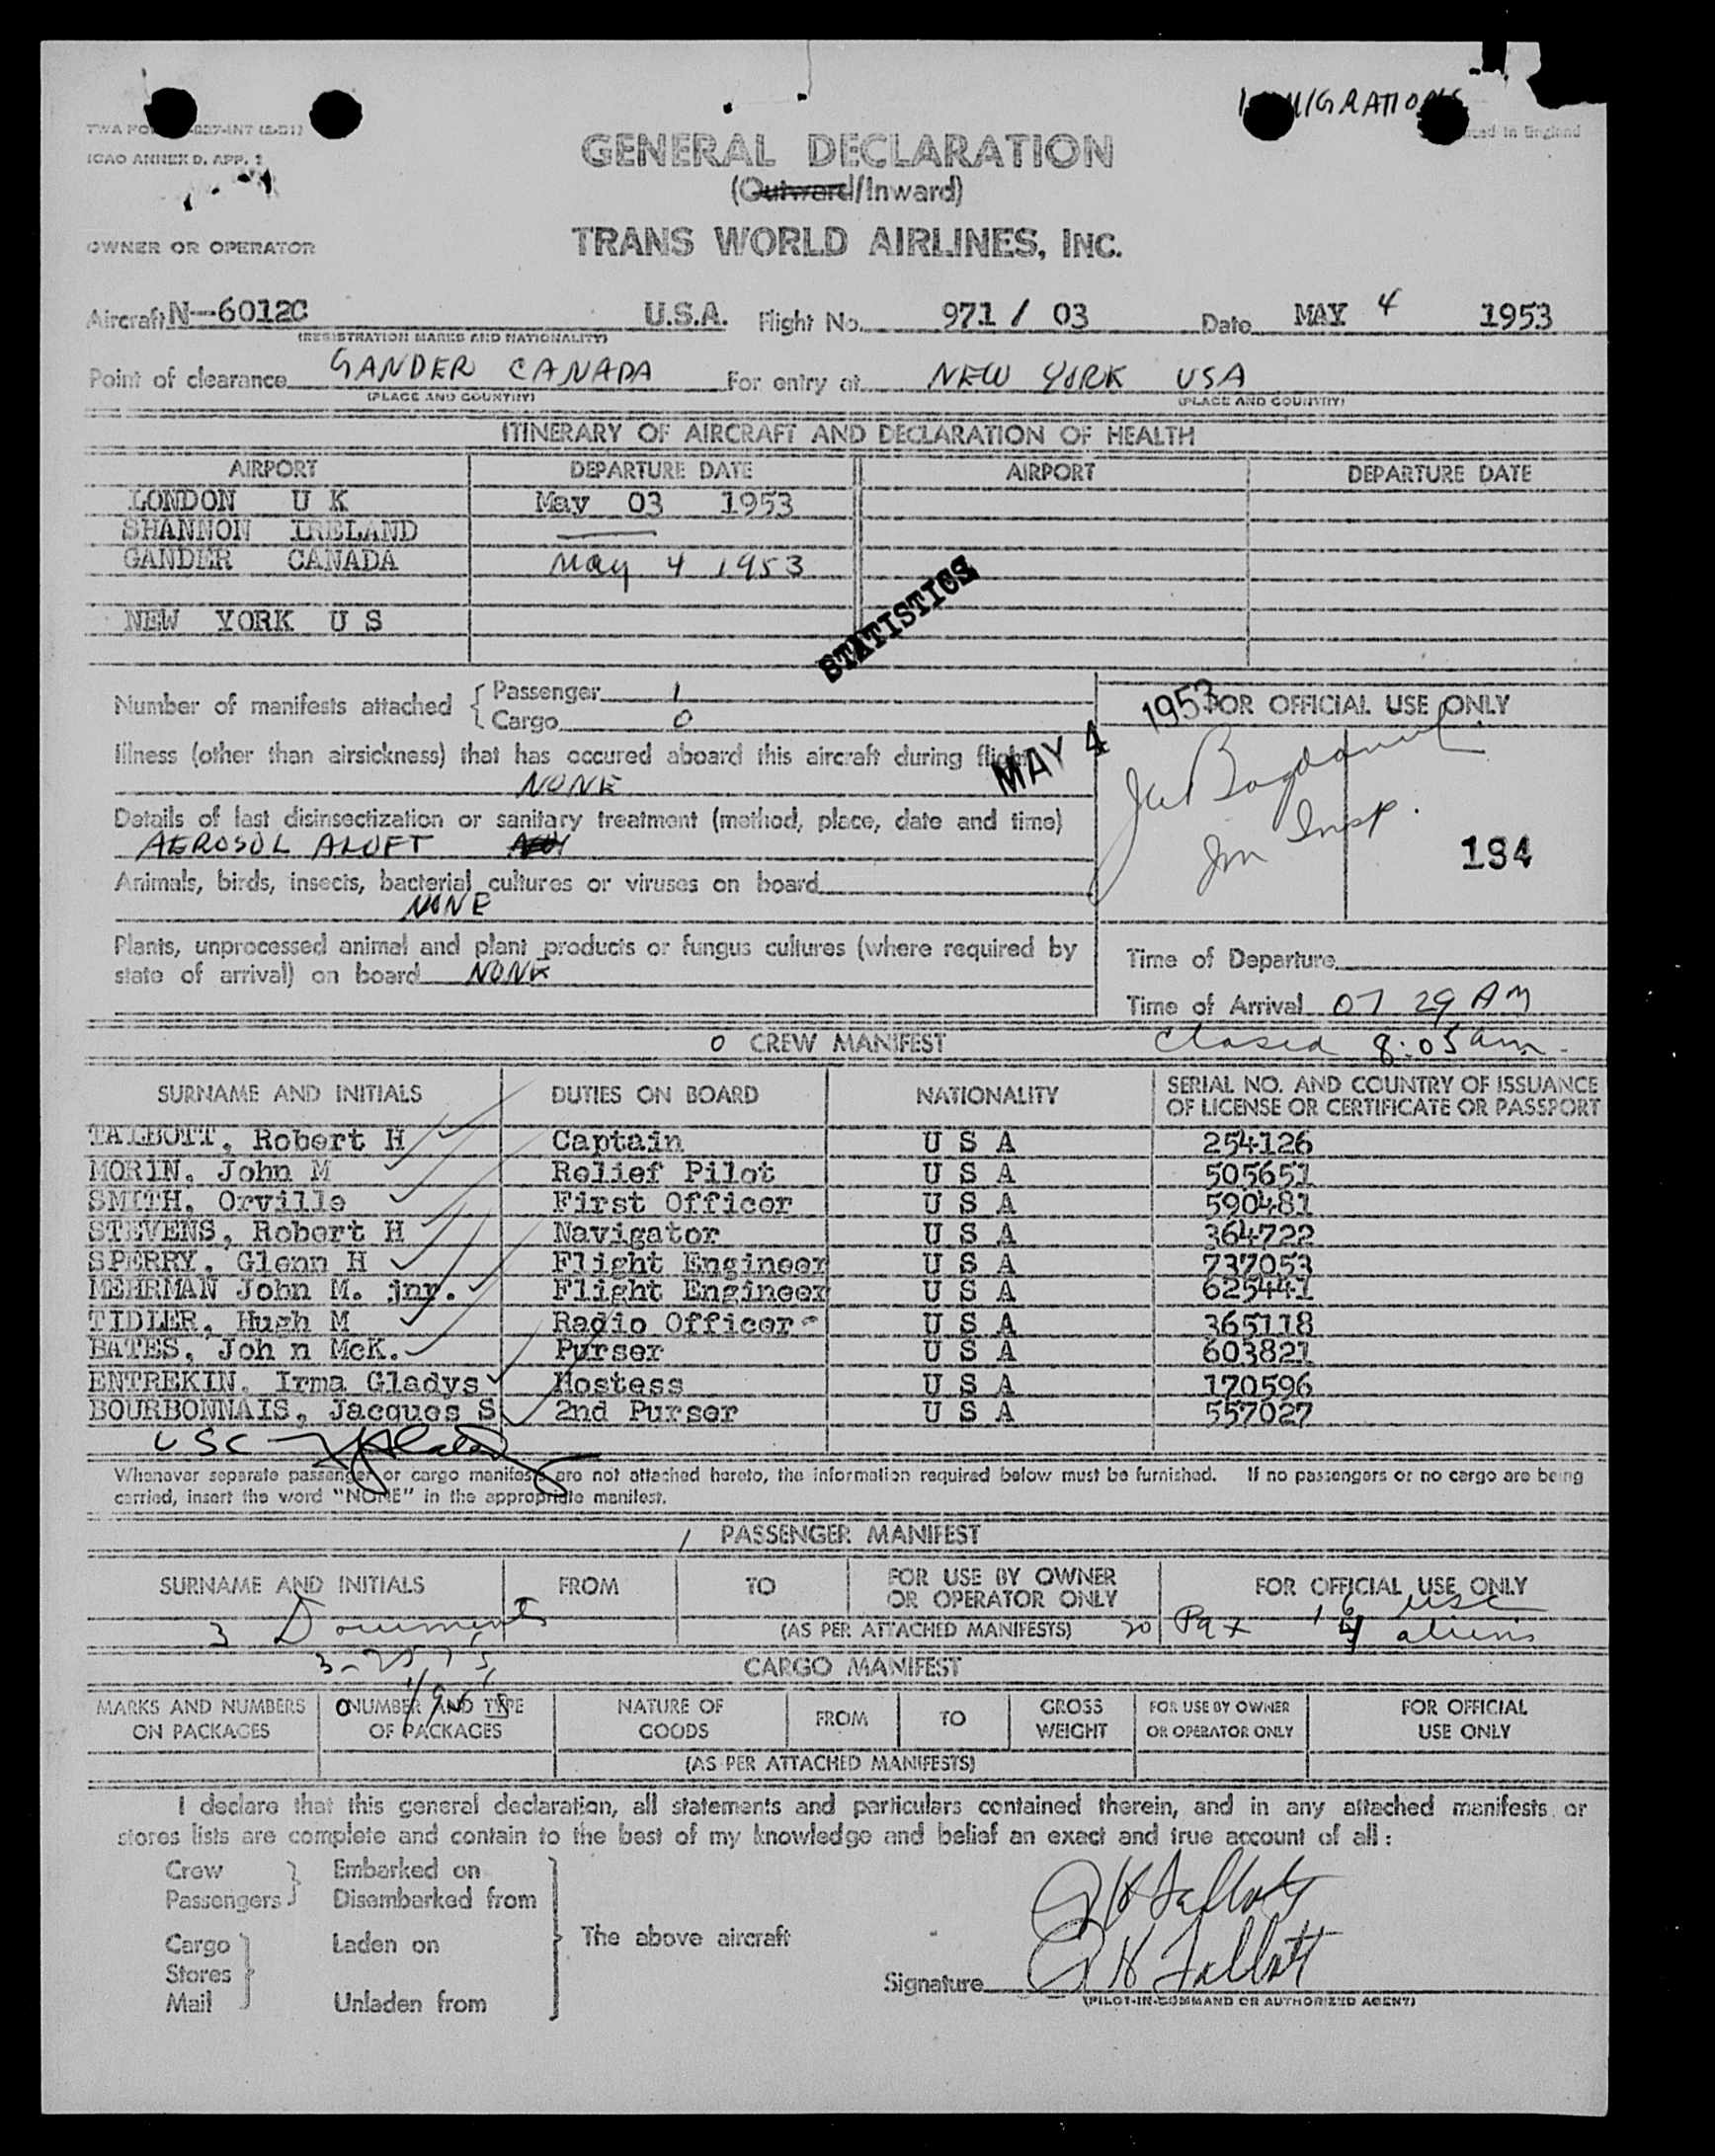 IMMIGRATIONS
ICAO ANNEX D. APP. 1
GENERAL DECLARATION
(Outward/Inward)
OWNER OR OPERATOR
TRANS WORLD AIRLINES, INC.
Aircraft N--6012C U.S.A. Flight No. 971 / 03 Date MAY 4 1953
(REGISTRATION MARKS AND NATIONALITY)
Point of clearance GANDER CANADA For entry at NEW YORK USA
(PLACE AND COUNTRY) (PLACE AND COUNTRY)
ITINERARY OF AIRCRAFT AND DECLARATION OF HEALTH
AIRPORT DEPARTURE DATE AIRPORT DEPARTURE DATE
LONDON U K May 03 1953
SHANNON IRELAND
GANDER CANADA May 4 1953
NEW YORK U S
STATISTICS
Number of manifests attached { Passenger 1
Cargo 0
MAY 4 1953
FOR OFFICIAL USE ONLY
Illness (other than airsickness) that has occured aboard this aircraft during flight
NONE
Details of last disinsectization or sanitary treatment (method, place, date and time)
AEROSOL ALOFT
Im Insp.
194
Animals, birds, insects, bacterial cultures or viruses on board
NONE
Plants, unprocessed animal and plant products or fungus cultures (where required by
state of arrival) on board NONE
Time of Departure
Time of Arrival 07 29 AM
0 CREW MANIFEST closed 8:05 am
SURNAME AND INITIALS DUTIES ON BOARD NATIONALITY SERIAL NO. AND COUNTRY OF ISSUANCE
OF LICENSE OR CERTIFICATE OR PASSPORT
TALBOTT, Robert H Captain U S A 254126
MORIN, John M Relief Pilot U S A 505651
SMITH, Orville First Officer U S A 590481
STEVENS, Robert H Navigator U S A 364722
SPERRY, Glenn H Flight Engineer U S A 737053
MEHRMAN John M. jnr. Flight Engineer U S A 625441
TIDLER, Hugh M Radio Officer U S A 365118
BATES, Joh n McK. Purser U S A 603821
ENTREKIN, Irma Gladys Hostess U S A 170596
BOURBONNAIS, Jacques S 2nd Purser U S A 557027
USC
Whenever separate passenger or cargo manifests are not attached hereto, the information required below must be furnished. If no passengers or no cargo are being
carried, insert the word "NONE" in the appropriate manifest.
1 PASSENGER MANIFEST
SURNAME AND INITIALS FROM TO FOR USE BY OWNER
OR OPERATOR ONLY FOR OFFICIAL USE ONLY
16 USC
3 Documents (AS PER ATTACHED MANIFESTS) 20 Pax 4 aliens
CARGO MANIFEST
MARKS AND NUMBERS
ON PACKAGES 0 NUMBER AND TYPE
OF PACKAGES NATURE OF
GOODS FROM TO GROSS
WEIGHT FOR USE BY OWNER
OR OPERATOR ONLY FOR OFFICIAL
USE ONLY
(AS PER ATTACHED MANIFESTS)
I declare that this general declaration, all statements and particulars contained therein, and in any attached manifests or
stores lists are complete and contain to the best of my knowledge and belief an exact and true account of all:
Crew Embarked on
Passengers Disembarked from
The above aircraft
Cargo Laden on
Stores
Mail Unladen from
R H Talbott
Signature R H Talbott
(PILOT-IN-COMMAND OR AUTHORIZED AGENT)